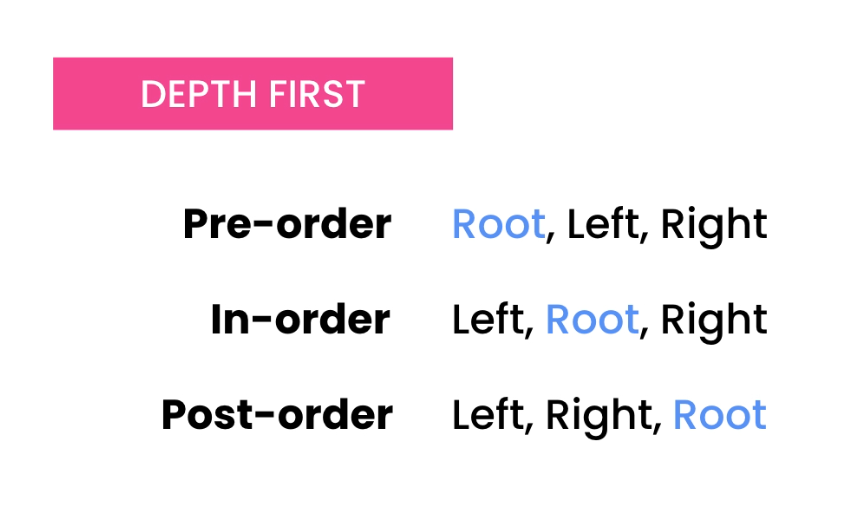 DEPTH FIRST
Pre-order Root, Left, Right
In-order Left, Root, Right
Post-order Left, Right, Root